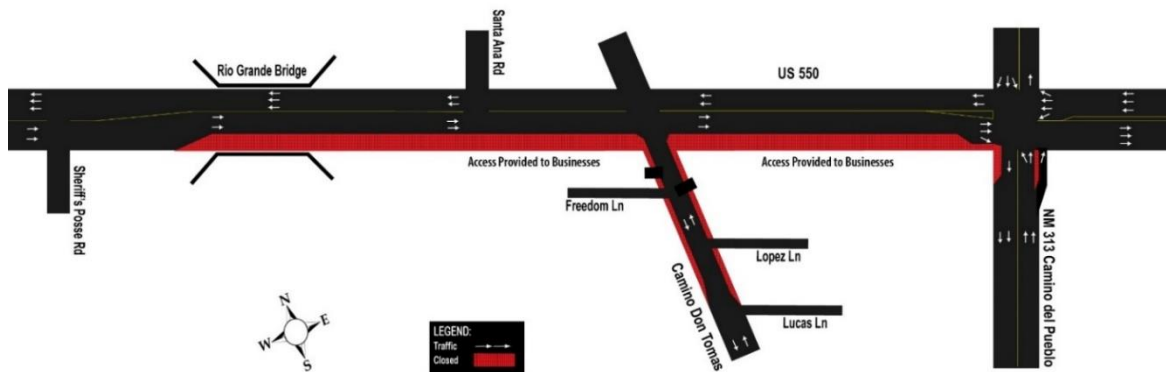 Santa Ana Rd
Rio Grande Bridge
US 550
Access Provided to Businesses
Access Provided to Businesses
Sheriff's Posse Rd
Freedom Ln
Lopez Ln
Lucas Ln
Camino Don Tomas
NM 313 Camino del Pueblo
N
E
W
S
LEGEND:
Traffic
Closed